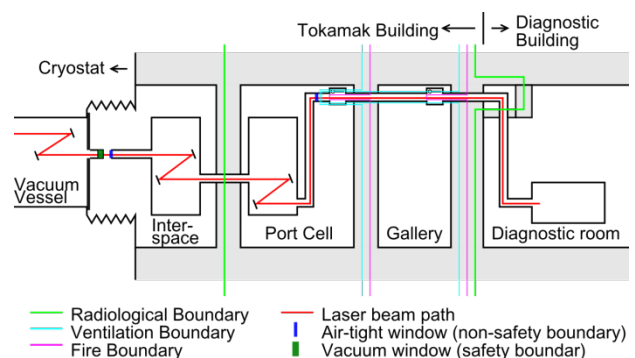 Tokamak Building
Diagnostic
Building
Cryostat
Vacuum
Vessel
Inter-
space
Port Cell
Gallery
Diagnostic room
Radiological Boundary
Ventilation Boundary
Fire Boundary
Laser beam path
Air-tight window (non-safety boundary)
Vacuum window (safety boundar)